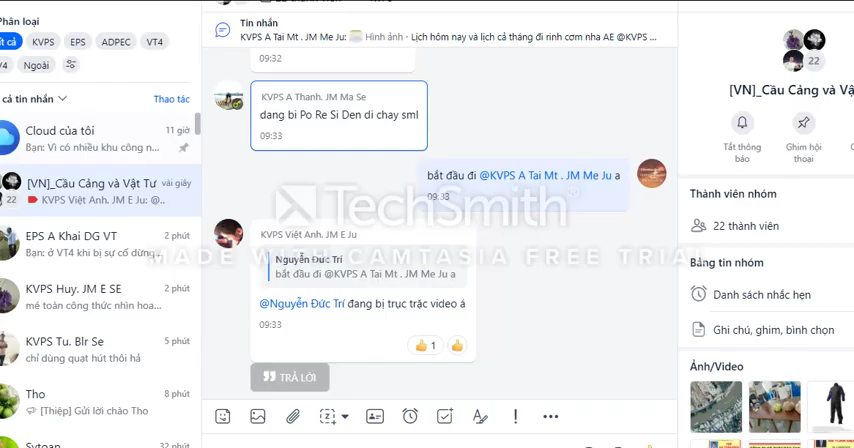 Phân loại
KVPS
EPS
ADPEC
VT4
Ngoài
Thao tác
Cloud của tôi
11 giờ
Bạn: Vì có nhiều khu công n...
[VN]_Cầu Cảng và Vật Tư
vài giây
22
KVPS Việt Anh. JM E Ju: @..
EPS A Khai DG VT
2 phút
Bạn: ở VT4 khi bị sự cố dừng...
KVPS Huy. JM E SE
2 phút
mé toàn công thức nhìn hoa...
KVPS Tu. Blr Se
5 phút
chỉ dùng quạt hút thôi hả
Tho
8 phút
[Thiệp] Gửi lời chào Tho
Sytoan
32 phút
Tin nhắn
KVPS A Tai Mt . JM Me Ju: Hình ảnh · Lịch hôm nay và lịch cả tháng đi rinh cơm nha AE @KVPS ...
09:32
KVPS A Thanh. JM Ma Se
dang bi Po Re Si Den di chay sml
09:33
bắt đầu đi @KVPS A Tai Mt . JM Me Ju a
09:33
KVPS Việt Anh. JM E Ju
Nguyễn Đức Trí
bắt đầu đi @KVPS A Tai Mt . JM Me Ju a
@Nguyễn Đức Trí đang bị trục trặc video á
09:33
1
TRẢ LỜI
TechSmith
MADE WITH CAMTASIA FREE TRIAL
22
[VN]_Cầu Cảng và Vậ
Tắt thông báo
Ghim hội thoại
Thành viên nhóm
22 thành viên
Bảng tin nhóm
Danh sách nhắc hẹn
Ghi chú, ghim, bình chọn
Ảnh/Video